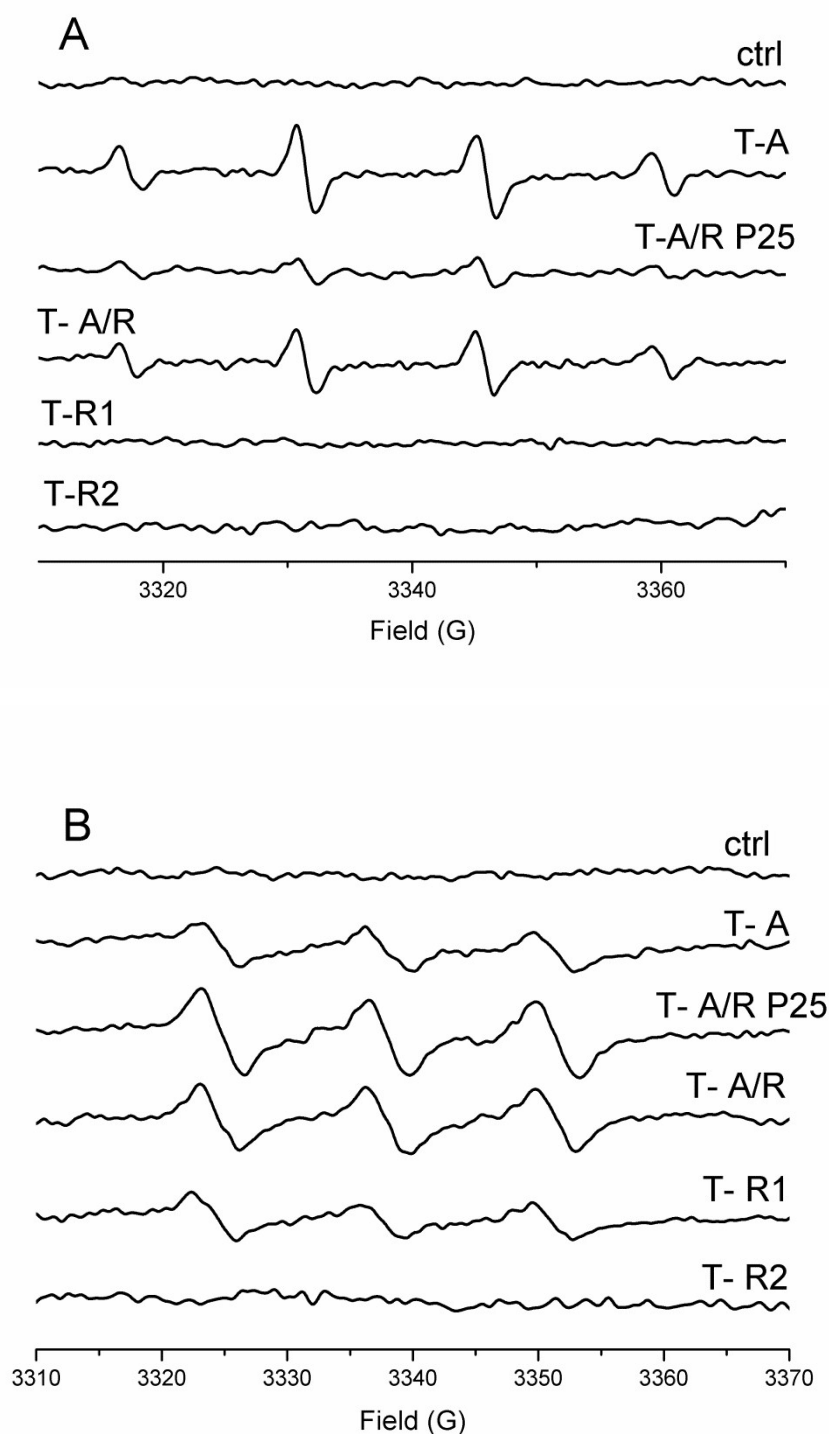 A
ctrl
T-A
T-A/R P25
T- A/R
T-R1
T-R2
3320 3340 3360
Field (G)
B
ctrl
T- A
T- A/R P25
T- A/R
T- R1
T- R2
3310 3320 3330 3340 3350 3360 3370
Field (G)